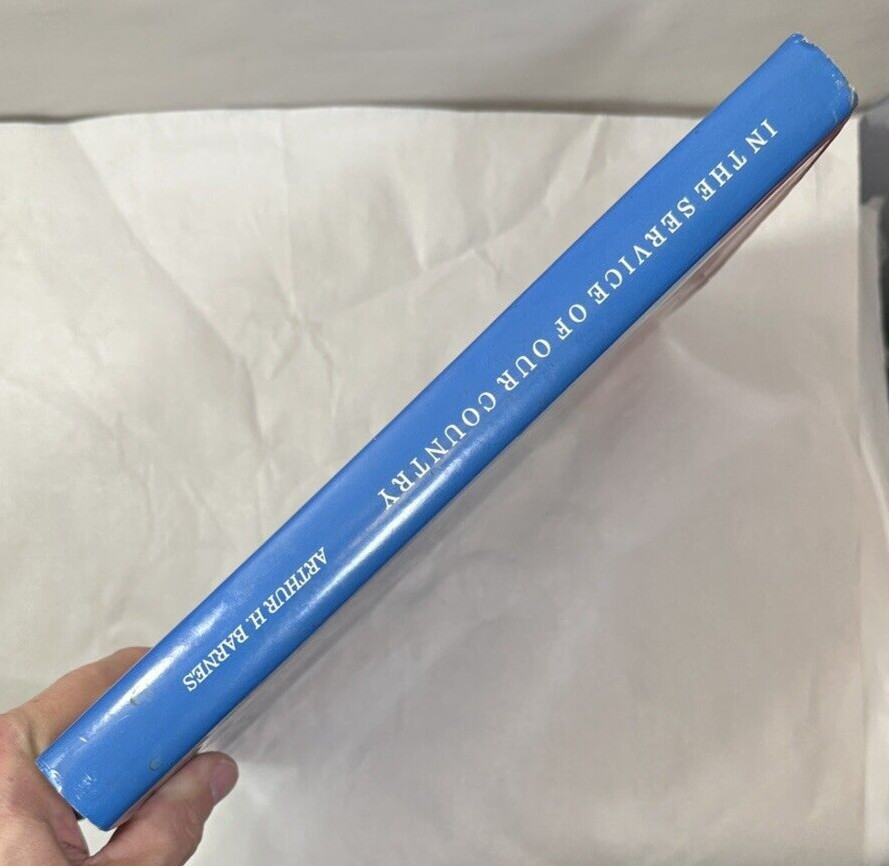 IN THE SERVICE OF OUR COUNTRY
ARTHUR H. BARNES